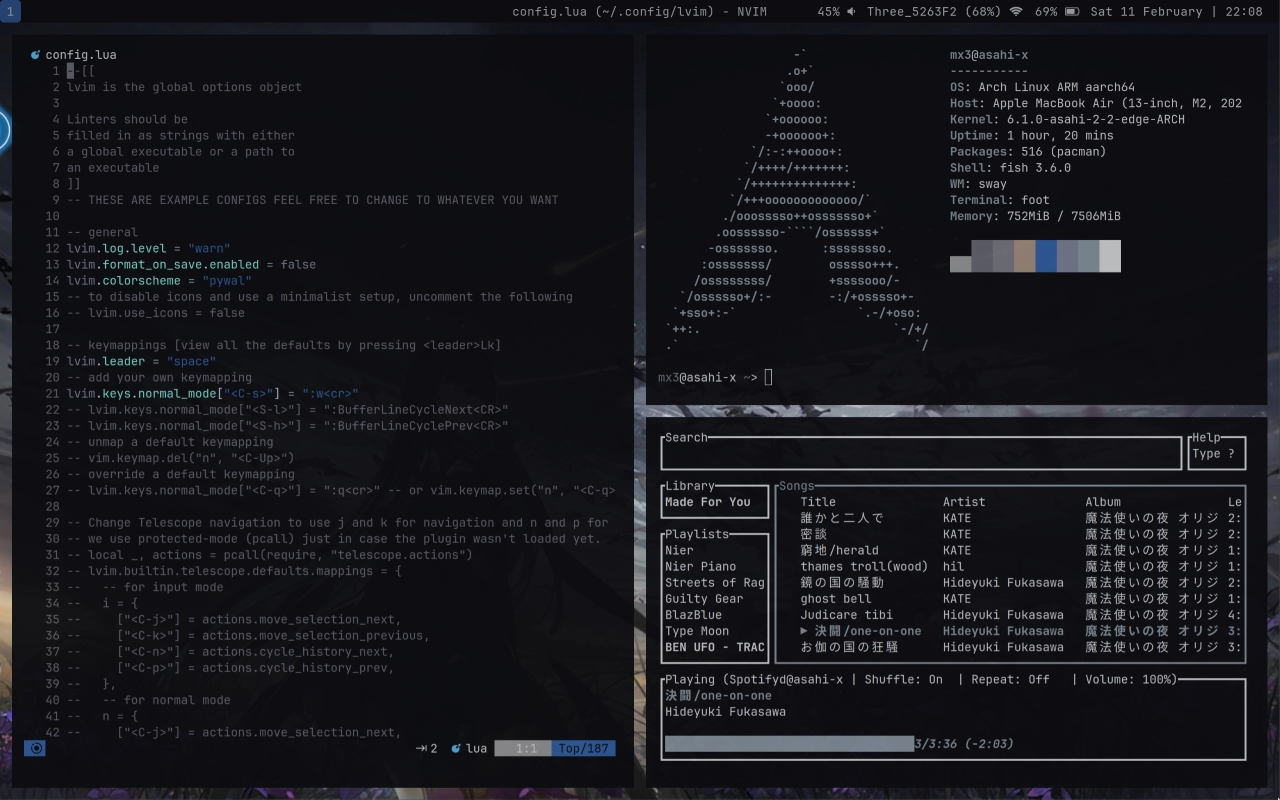 1
config.lua (~/.config/lvim) - NVIM
45%
Three_5263F2 (68%)
69%
Sat 11 February | 22:08
config.lua
1 --[[
2 lvim is the global options object
3
4 Linters should be
5 filled in as strings with either
6 a global executable or a path to
7 an executable
8 ]]
9 -- THESE ARE EXAMPLE CONFIGS FEEL FREE TO CHANGE TO WHATEVER YOU WANT
10
11 -- general
12 lvim.log.level = "warn"
13 lvim.format_on_save.enabled = false
14 lvim.colorscheme = "pywal"
15 -- to disable icons and use a minimalist setup, uncomment the following
16 -- lvim.use_icons = false
17
18 -- keymappings [view all the defaults by pressing <leader>Lk]
19 lvim.leader = "space"
20 -- add your own keymapping
21 lvim.keys.normal_mode["<C-s>"] = ":w<cr>"
22 -- lvim.keys.normal_mode["<S-l>"] = ":BufferLineCycleNext<CR>"
23 -- lvim.keys.normal_mode["<S-h>"] = ":BufferLineCyclePrev<CR>"
24 -- unmap a default keymapping
25 -- vim.keymap.del("n", "<C-Up>")
26 -- override a default keymapping
27 -- lvim.keys.normal_mode["<C-q>"] = ":q<cr>" -- or vim.keymap.set("n", "<C-q>
28
29 -- Change Telescope navigation to use j and k for navigation and n and p for
30 -- we use protected-mode (pcall) just in case the plugin wasn't loaded yet.
31 -- local _, actions = pcall(require, "telescope.actions")
32 -- lvim.builtin.telescope.defaults.mappings = {
33 --   -- for input mode
34 --   i = {
35 --     ["<C-j>"] = actions.move_selection_next,
36 --     ["<C-k>"] = actions.move_selection_previous,
37 --     ["<C-n>"] = actions.cycle_history_next,
38 --     ["<C-p>"] = actions.cycle_history_prev,
39 --   },
40 --   -- for normal mode
41 --   n = {
42 --     ["<C-j>"] = actions.move_selection_next,
2 lua 1:1 Top/187
-`
.o+`
`ooo/
`+oooo:
`+oooooo:
-+oooooo+:
`/:-:++oooo+:
`/++++/+++++++:
`/++++++++++++++:
`/+++ooooooooooooo/`
./ooosssso++osssssso+`
.oossssso-````/ossssss+`
-osssssso.      :ssssssso.
:osssssss/        osssso+++.
/ossssssss/        +ssssooo/-
`/ossssso+/:-        -:/+osssso+-
`+sso+:-`                 `.-/+oso:
`++:.                           `-/+/
.`                                 `/
mx3@asahi-x
-----------
OS: Arch Linux ARM aarch64
Host: Apple MacBook Air (13-inch, M2, 202
Kernel: 6.1.0-asahi-2-2-edge-ARCH
Uptime: 1 hour, 20 mins
Packages: 516 (pacman)
Shell: fish 3.6.0
WM: sway
Terminal: foot
Memory: 752MiB / 7506MiB
mx3@asahi-x ~>
Search
Help
Type ?
Library
Made For You
Playlists
Nier
Nier Piano
Streets of Rag
Guilty Gear
BlazBlue
Type Moon
BEN UFO - TRAC
Songs
Title Artist Album Le
誰かと二人で KATE 魔法使いの夜 オリジ 2:
密談 KATE 魔法使いの夜 オリジ 2:
窮地/herald KATE 魔法使いの夜 オリジ 1:
thames troll(wood) hil 魔法使いの夜 オリジ 1:
鏡の国の騒動 Hideyuki Fukasawa 魔法使いの夜 オリジ 2:
ghost bell KATE 魔法使いの夜 オリジ 1:
Judicare tibi Hideyuki Fukasawa 魔法使いの夜 オリジ 4:
▶ 決闘/one-on-one Hideyuki Fukasawa 魔法使いの夜 オリジ 3:
お伽の国の狂騒 Hideyuki Fukasawa 魔法使いの夜 オリジ 3:
Playing (Spotifyd@asahi-x | Shuffle: On  | Repeat: Off   | Volume: 100%)
決闘/one-on-one
Hideyuki Fukasawa
3/3:36 (-2:03)